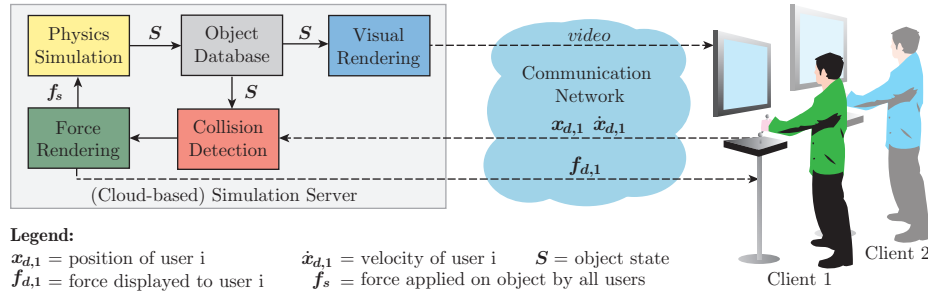 Physics Simulation
S
Object Database
S
Visual Rendering
video
f_s
S
Communication Network
Force Rendering
Collision Detection
x_{d,1} ẋ_{d,1}
f_{d,1}
(Cloud-based) Simulation Server
Client 2
Client 1
Legend:
x_{d,1} = position of user i
ẋ_{d,1} = velocity of user i
S = object state
f_{d,1} = force displayed to user i
f_s = force applied on object by all users